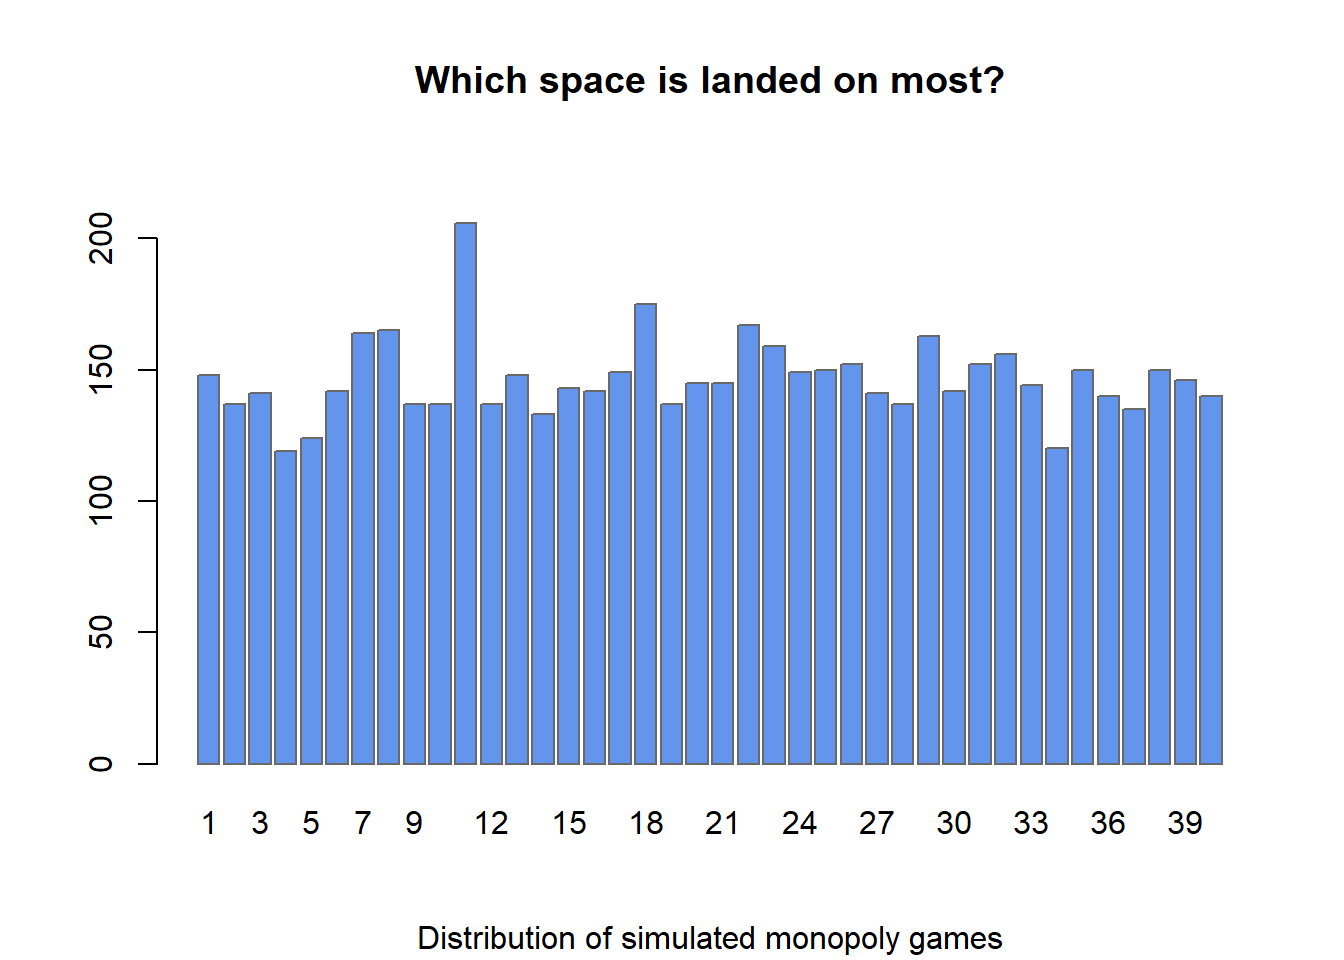 Which space is landed on most?
200
150
100
50
0
1 3 5 7 9 12 15 18 21 24 27 30 33 36 39
Distribution of simulated monopoly games